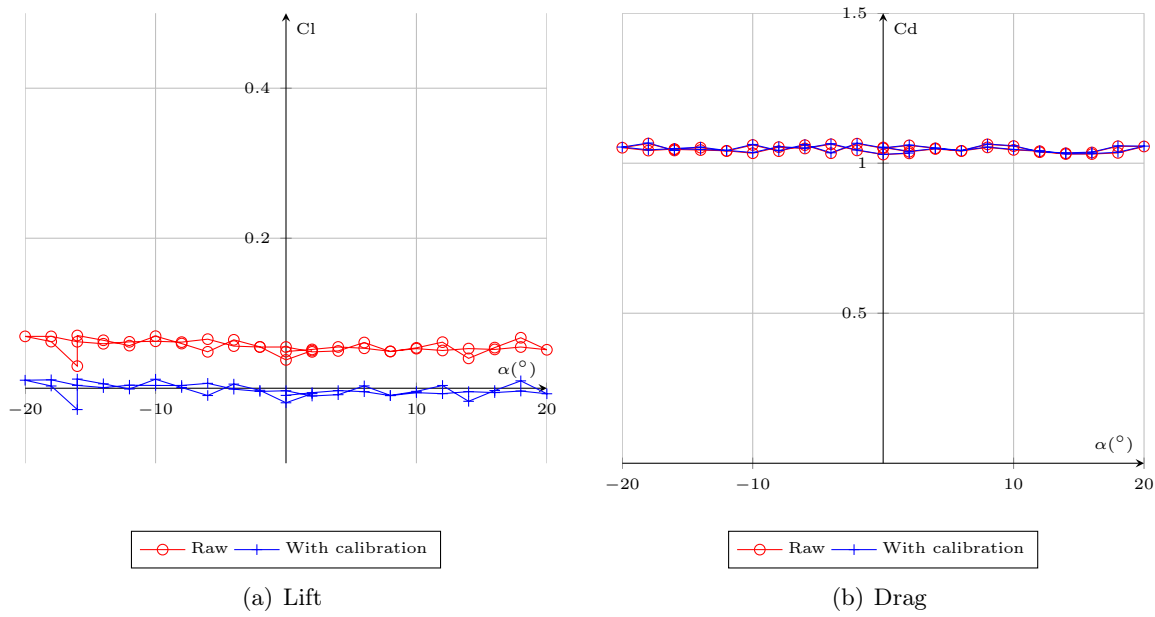 Cl
0.4
0.2
α(°)
−20
−10
10
20
Raw
With calibration
(a) Lift
1.5
Cd
1
0.5
α(°)
−20
−10
10
20
Raw
With calibration
(b) Drag